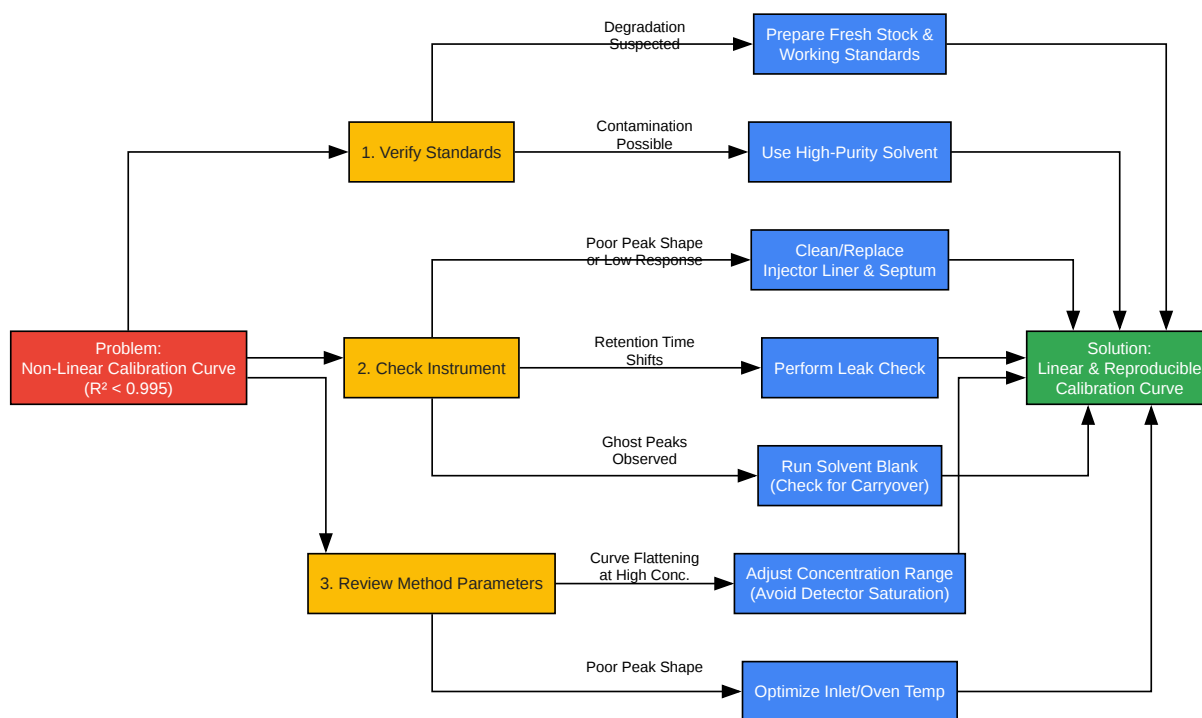 Degradation
Suspected
Prepare Fresh Stock &
Working Standards
1. Verify Standards
Contamination
Possible
Use High-Purity Solvent
Poor Peak Shape
or Low Response
Clean/Replace
Injector Liner & Septum
Problem:
Non-Linear Calibration Curve
(R² < 0.995)
2. Check Instrument
Retention Time
Shifts
Perform Leak Check
Solution:
Linear & Reproducible
Calibration Curve
Ghost Peaks
Observed
Run Solvent Blank
(Check for Carryover)
3. Review Method Parameters
Curve Flattening
at High Conc.
Adjust Concentration Range
(Avoid Detector Saturation)
Poor Peak Shape
Optimize Inlet/Oven Temp